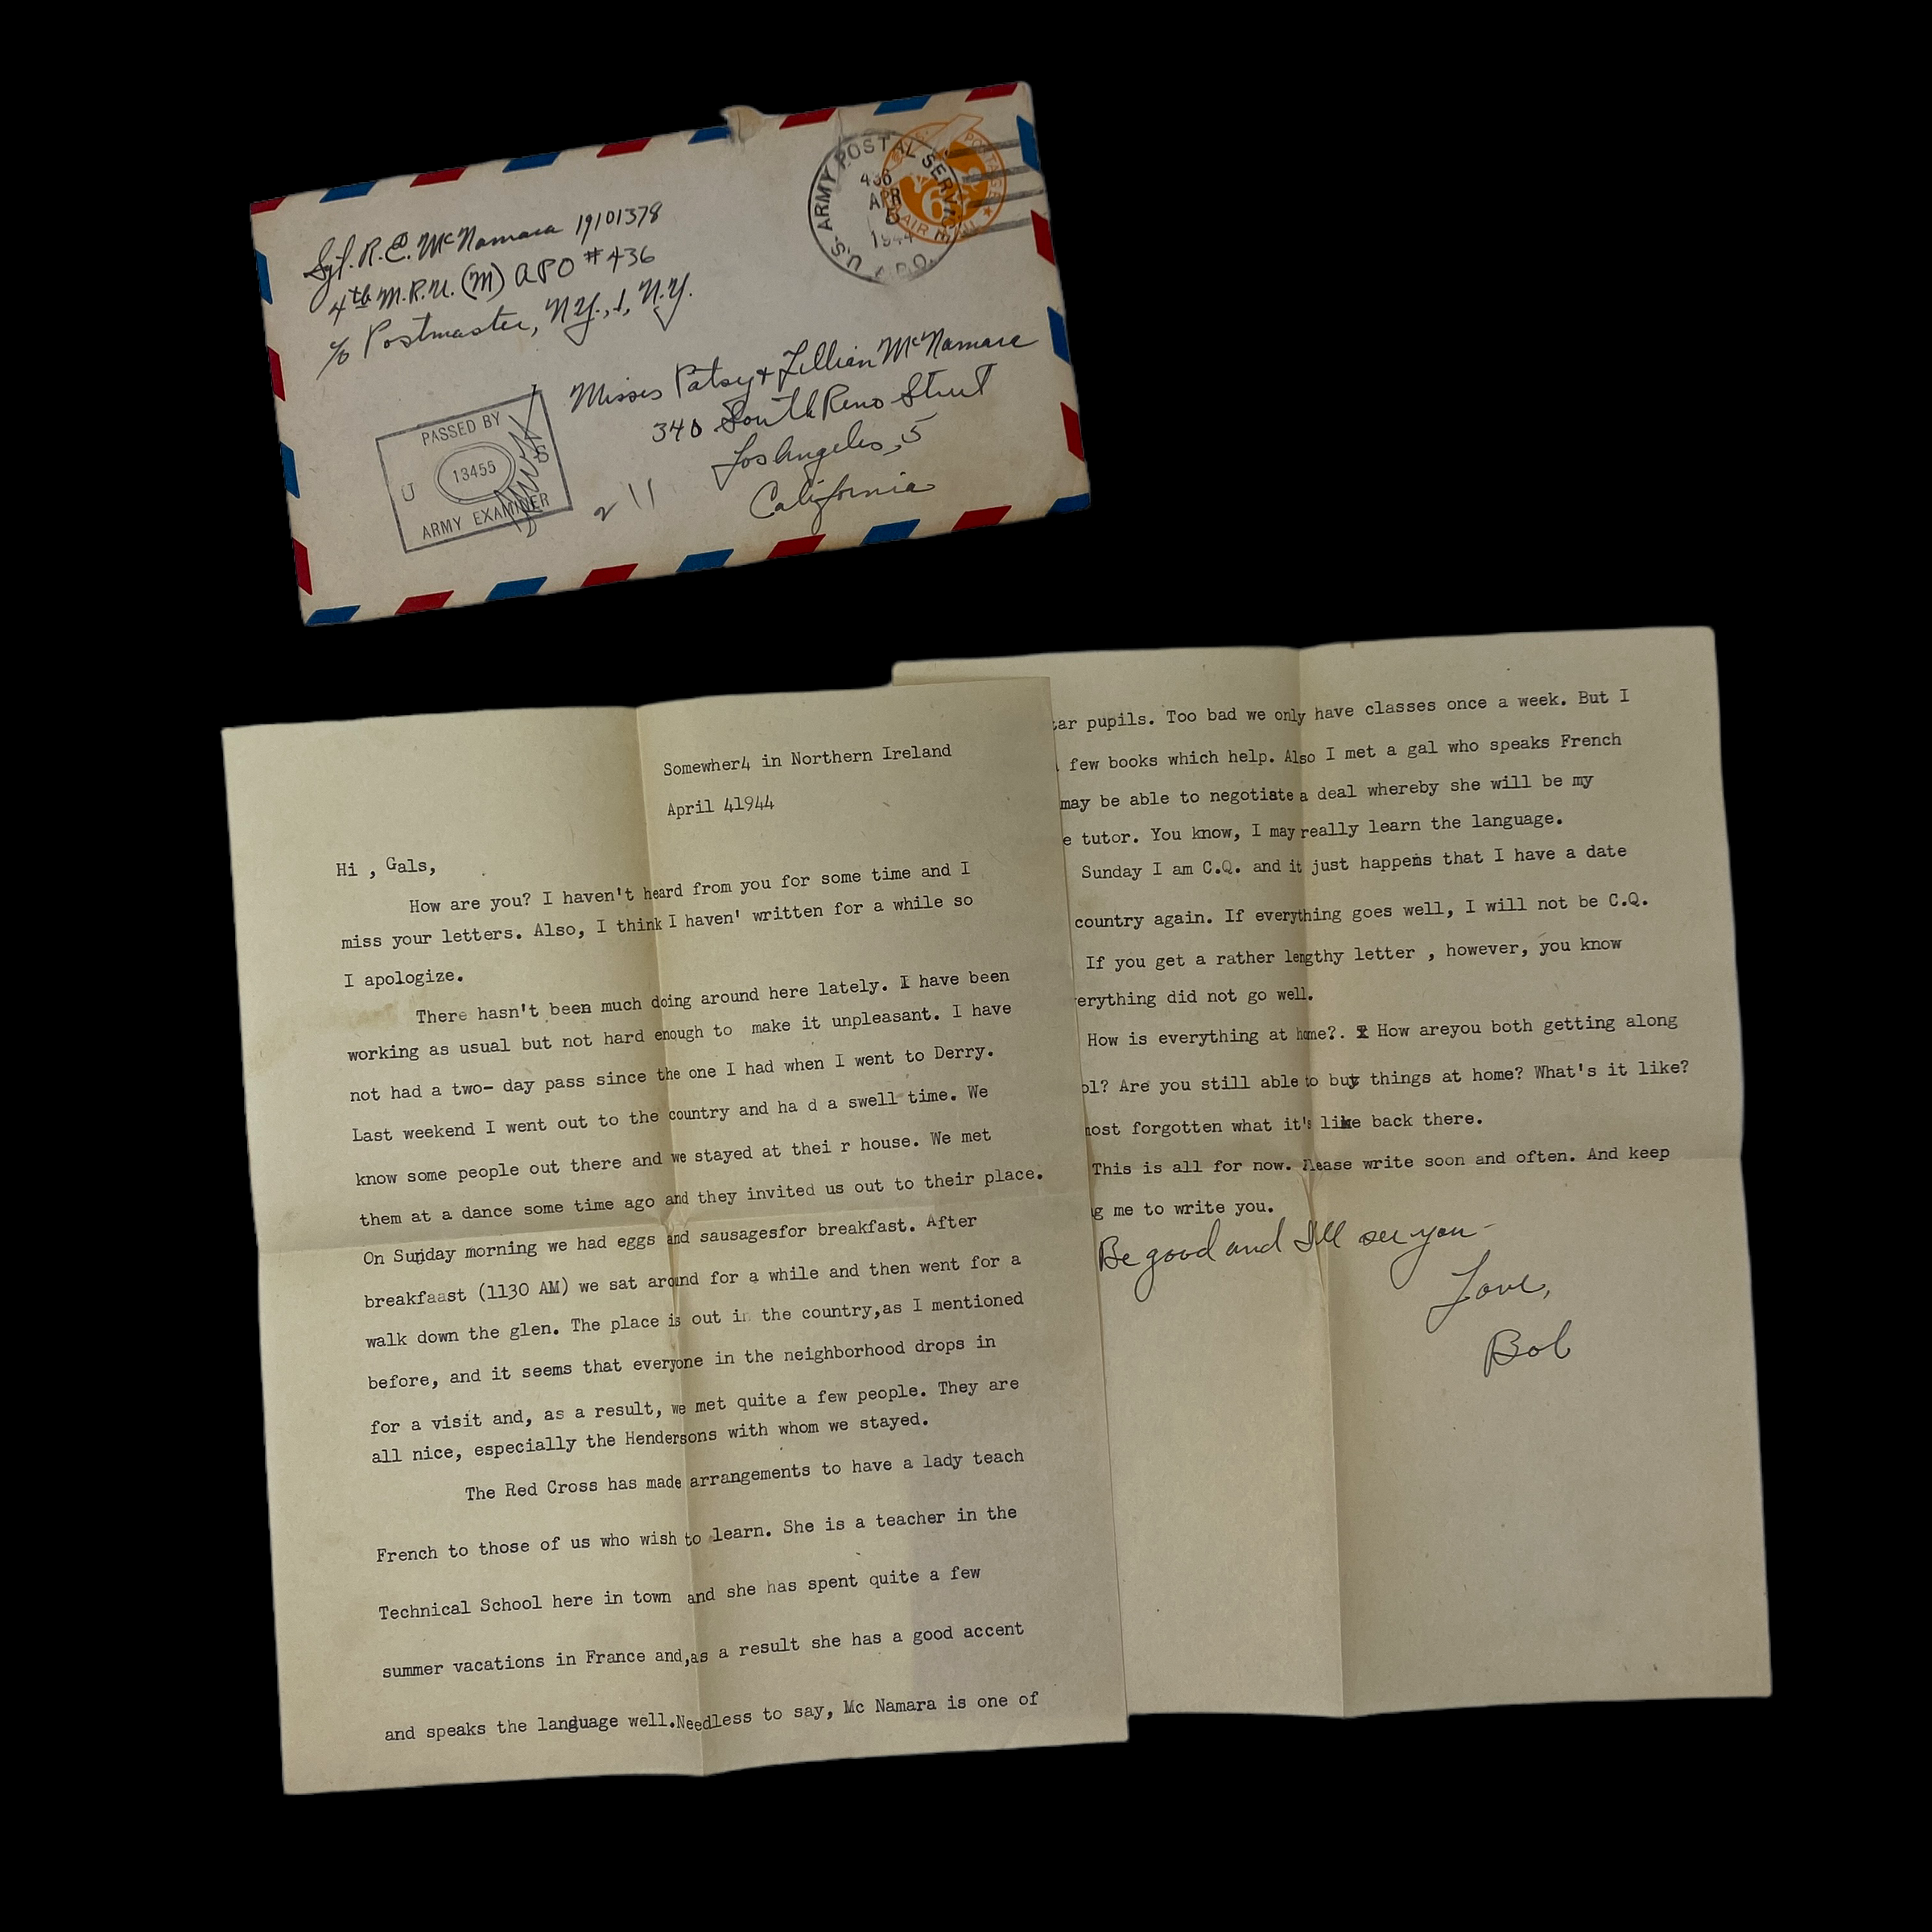 Sgt. R.E. McNamara 19101378
4th M.R.U. (M) APO #436
c/o Postmaster, N.Y., 1, N.Y.
U.S. ARMY POSTAL SERVICE
436
APR
5
1944
A.P.O.
U.S. POSTAGE
6
AIR MAIL
Misses Patsy & Lillian McNamara
340 South Reno Street
Los Angeles, 5
California
PASSED BY
U 13455 S
ARMY EXAMINER
Somewher4 in Northern Ireland
April 41944
Hi , Gals,
How are you? I haven't heard from you for some time and I
miss your letters. Also, I think I haven' written for a while so
I apologize.
There hasn't been much doing around here lately. I have been
working as usual but not hard enough to make it unpleasant. I have
not had a two- day pass since the one I had when I went to Derry.
Last weekend I went out to the country and ha d a swell time. We
know some people out there and we stayed at thei r house. We met
them at a dance some time ago and they invited us out to their place.
On Sunday morning we had eggs and sausagesfor breakfast. After
breakfaast (1130 AM) we sat around for a while and then went for a
walk down the glen. The place is out in the country,as I mentioned
before, and it seems that everyone in the neighborhood drops in
for a visit and, as a result, we met quite a few people. They are
all nice, especially the Hendersons with whom we stayed.
The Red Cross has made arrangements to have a lady teach
French to those of us who wish to learn. She is a teacher in the
Technical School here in town and she has spent quite a few
summer vacations in France and,as a result she has a good accent
and speaks the language well.Needless to say, Mc Namara is one of
tar pupils. Too bad we only have classes once a week. But I
few books which help. Also I met a gal who speaks French
may be able to negotiate a deal whereby she will be my
e tutor. You know, I may really learn the language.
Sunday I am C.Q. and it just happens that I have a date
country again. If everything goes well, I will not be C.Q.
If you get a rather lengthy letter , however, you know
verything did not go well.
How is everything at home?. How areyou both getting along
ol? Are you still able to buy things at home? What's it like?
most forgotten what it's like back there.
This is all for now. Please write soon and often. And keep
g me to write you.
Be good and I'll see you-
Love,
Bob